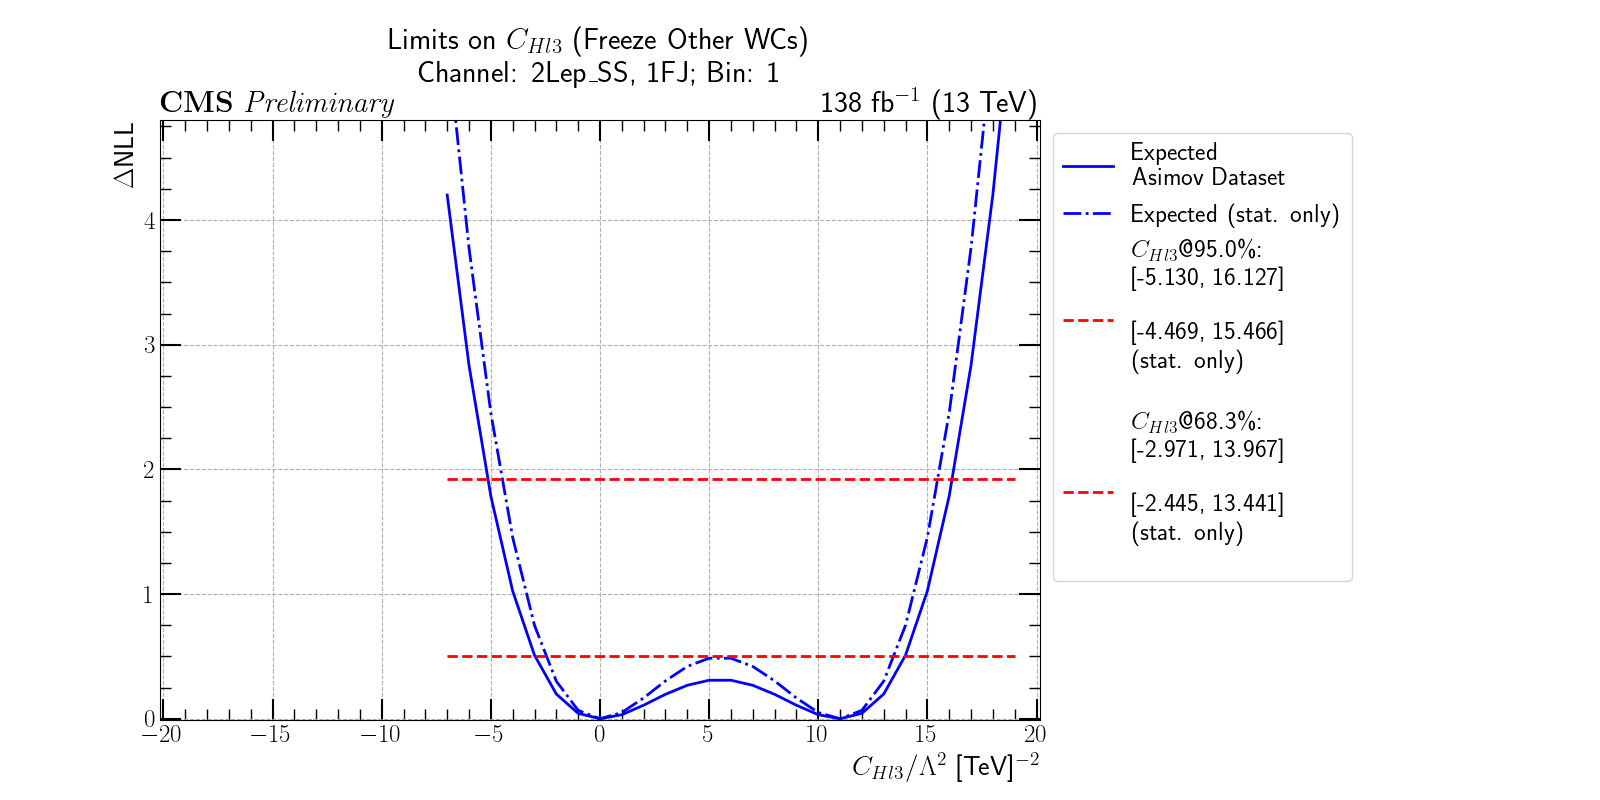 Limits on C_{Hl3} (Freeze Other WCs)
Channel: 2Lep_SS, 1FJ; Bin: 1
CMS Preliminary
138 fb^{-1} (13 TeV)
ΔNLL
4
3
2
1
0
−20
−15
−10
−5
0
5
10
15
20
C_{Hl3}/Λ^2 [TeV]^{-2}
Expected
Asimov Dataset
Expected (stat. only)
C_{Hl3}@95.0%:
[-5.130, 16.127]
[-4.469, 15.466]
(stat. only)
C_{Hl3}@68.3%:
[-2.971, 13.967]
[-2.445, 13.441]
(stat. only)